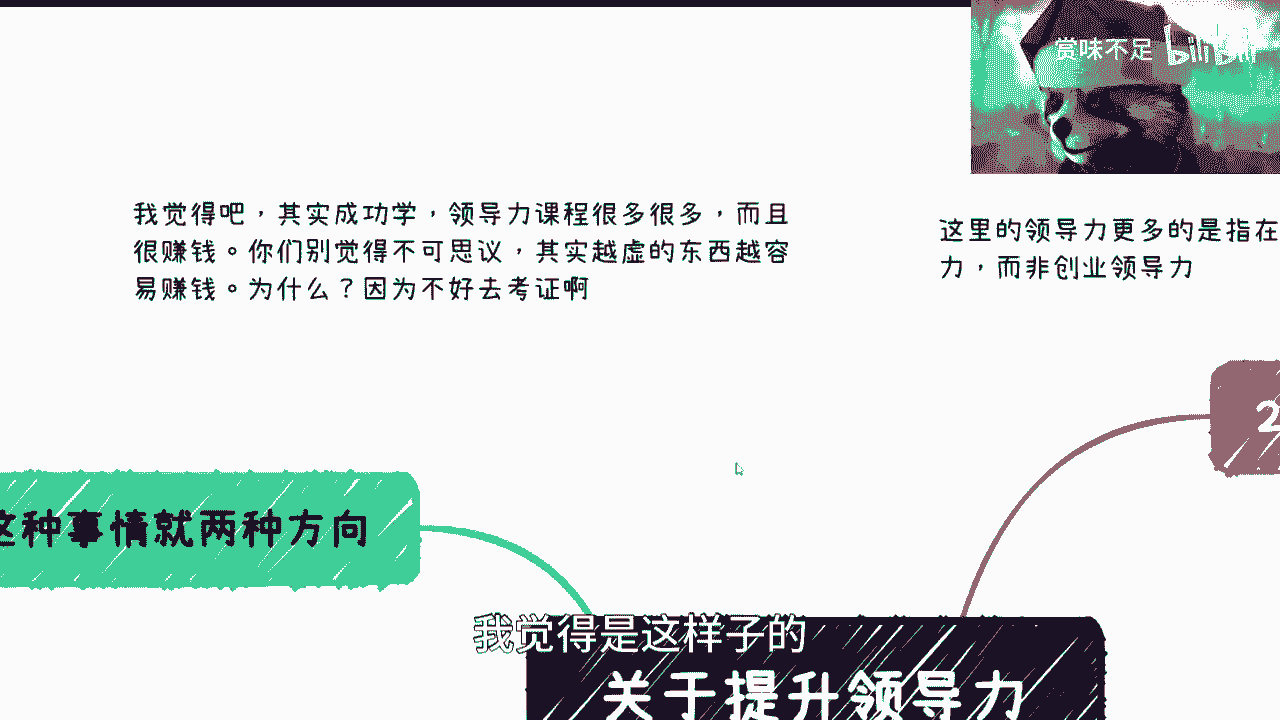 赏味不足 bilibili
我觉得吧，其实成功学，领导力课程很多很多，而且
很赚钱。你们别觉得不可思议，其实越虚的东西越容
易赚钱。为什么？因为不好去考证啊
这里的领导力更多的是指在
力，而非创业领导力
2
这种事情就两种方向
我觉得是这样子的
关于提升领导力